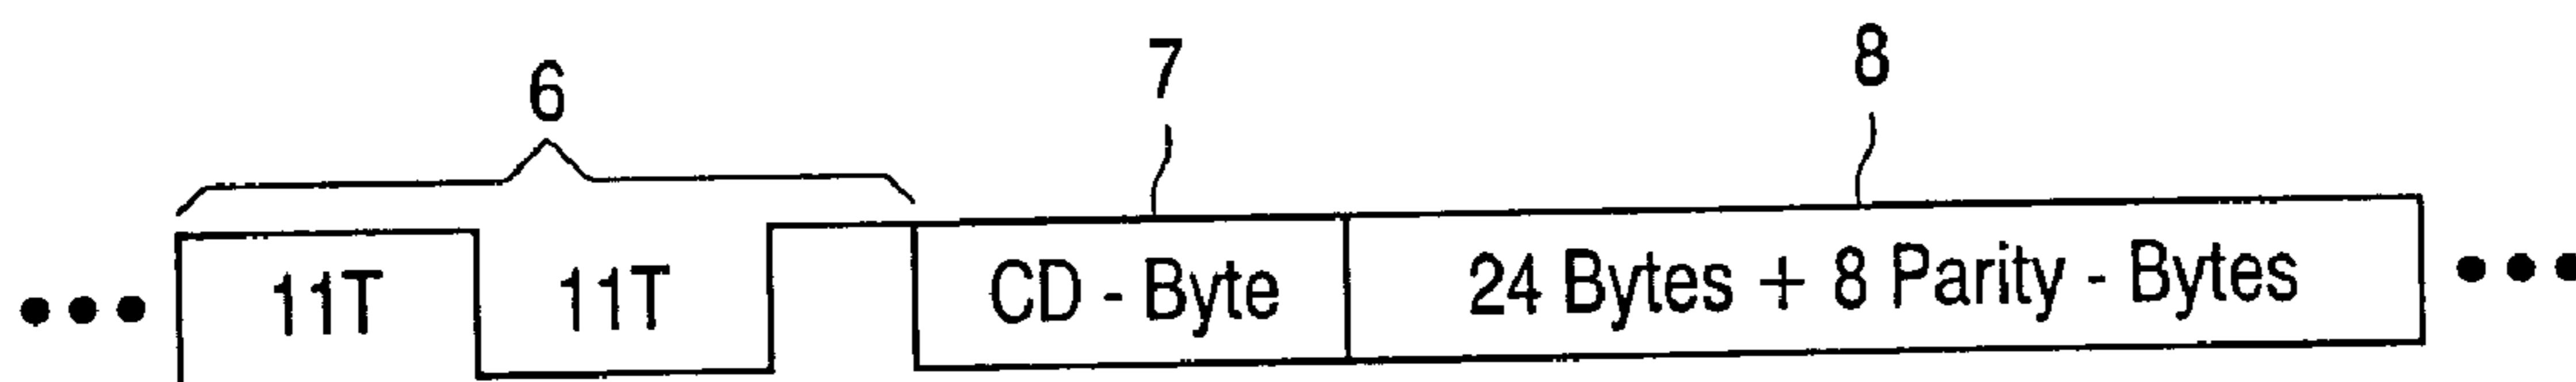 6
7
8
11T
11T
CD - Byte
24 Bytes + 8 Parity - Bytes